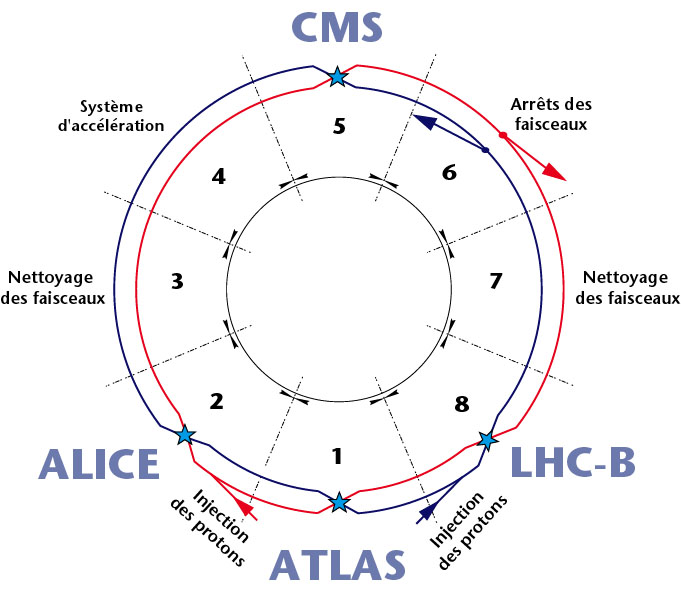 CMS
Système
d'accélération
Arrêts des
faisceaux
5
4
6
Nettoyage
des faisceaux
3
7
Nettoyage
des faisceaux
2
8
ALICE
1
LHC-B
Injection
des protons
Injection
des protons
ATLAS